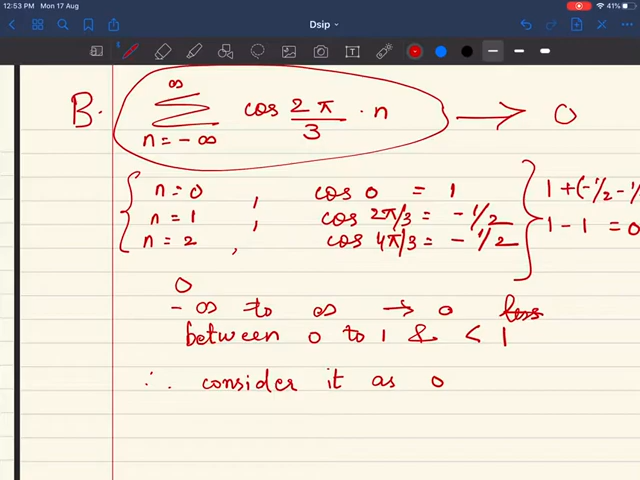 12:53 PM Mon 17 Aug
41%
Dsip
B. ∞ Σ n = - ∞ cos 2π/3 · n → 0
n = 0 , cos 0 = 1
n = 1 , cos 2π/3 = - 1/2
n = 2 , cos 4π/3 = - 1/2
1 + (- 1/2 - 1/
1 - 1 = 0
0
- ∞ to ∞ → 0
between 0 to 1 & < 1
∴ consider it as 0